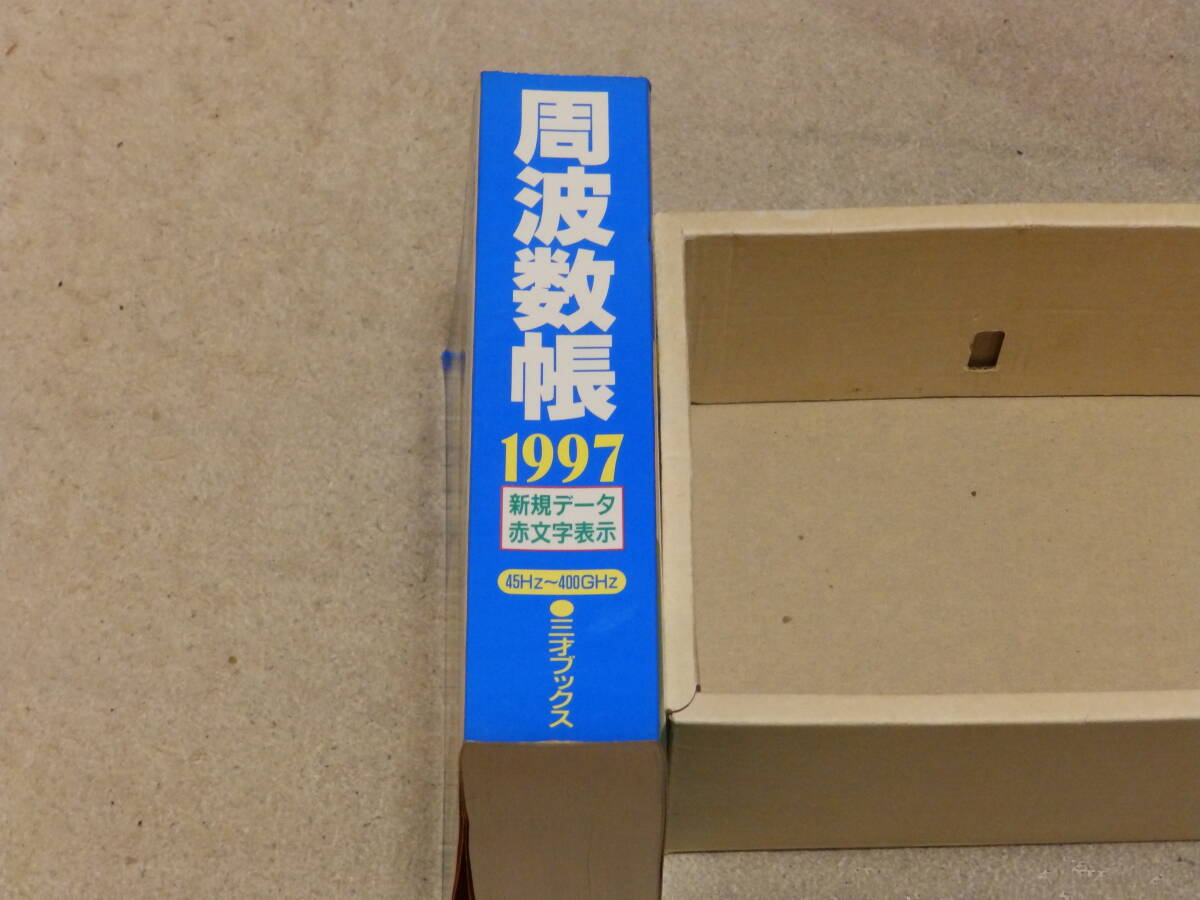 周波数帳
1997
新規データ
赤文字表示
45Hz～400GHz
●三才ブックス